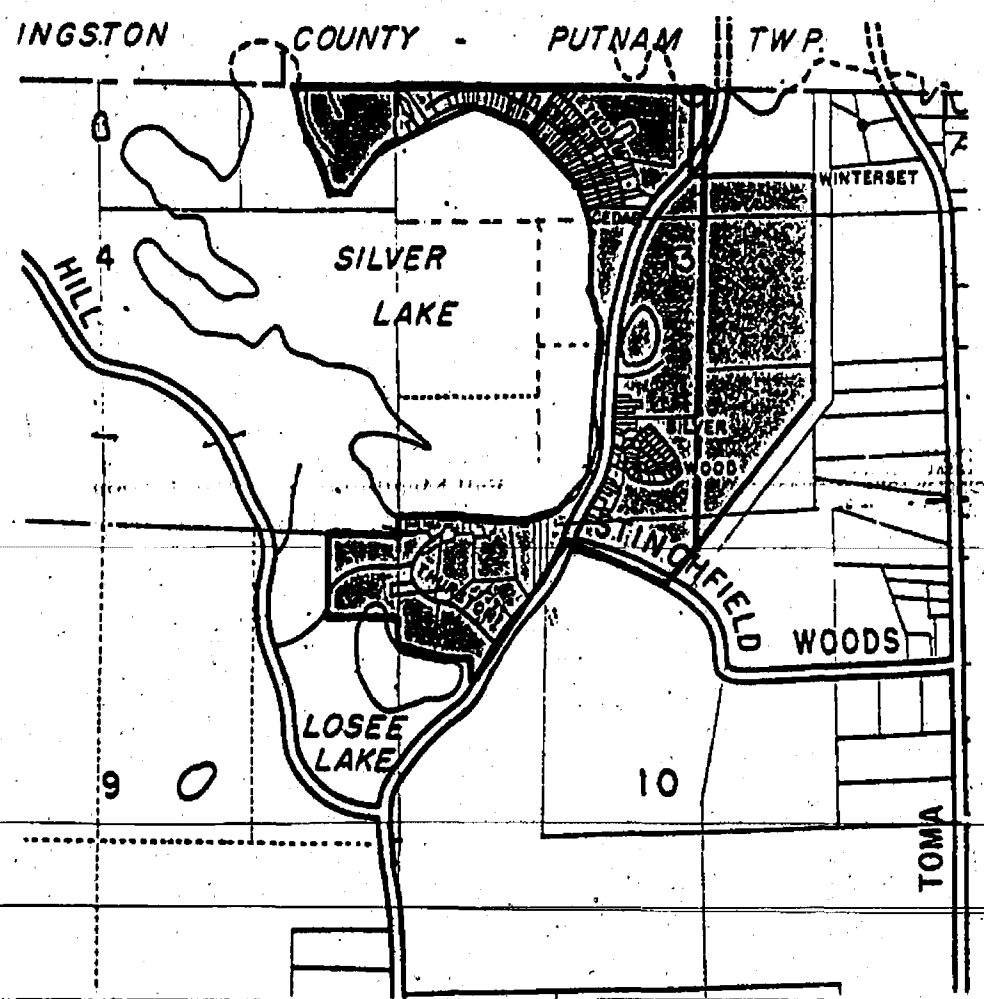 INGSTON COUNTY - PUTNAM TWP.
WINTERSET
CEDAR
4
3
SILVER
LAKE
HILL
SILVER
WOOD
STINCHFIELD WOODS
LOSEE
LAKE
9
10
TOMA